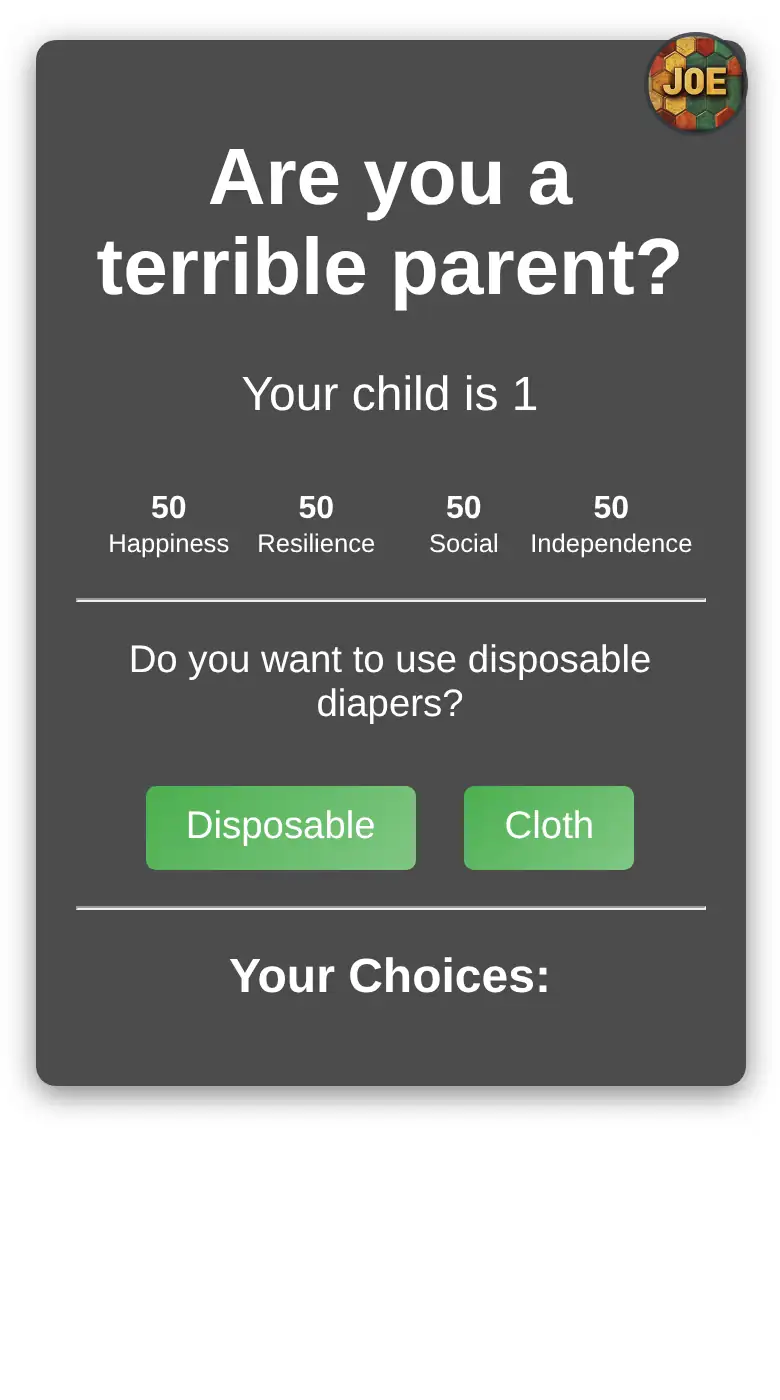 JOE
Are you a
terrible parent?
Your child is 1
50 50 50 50
Happiness Resilience Social Independence
Do you want to use disposable
diapers?
Disposable Cloth
Your Choices: